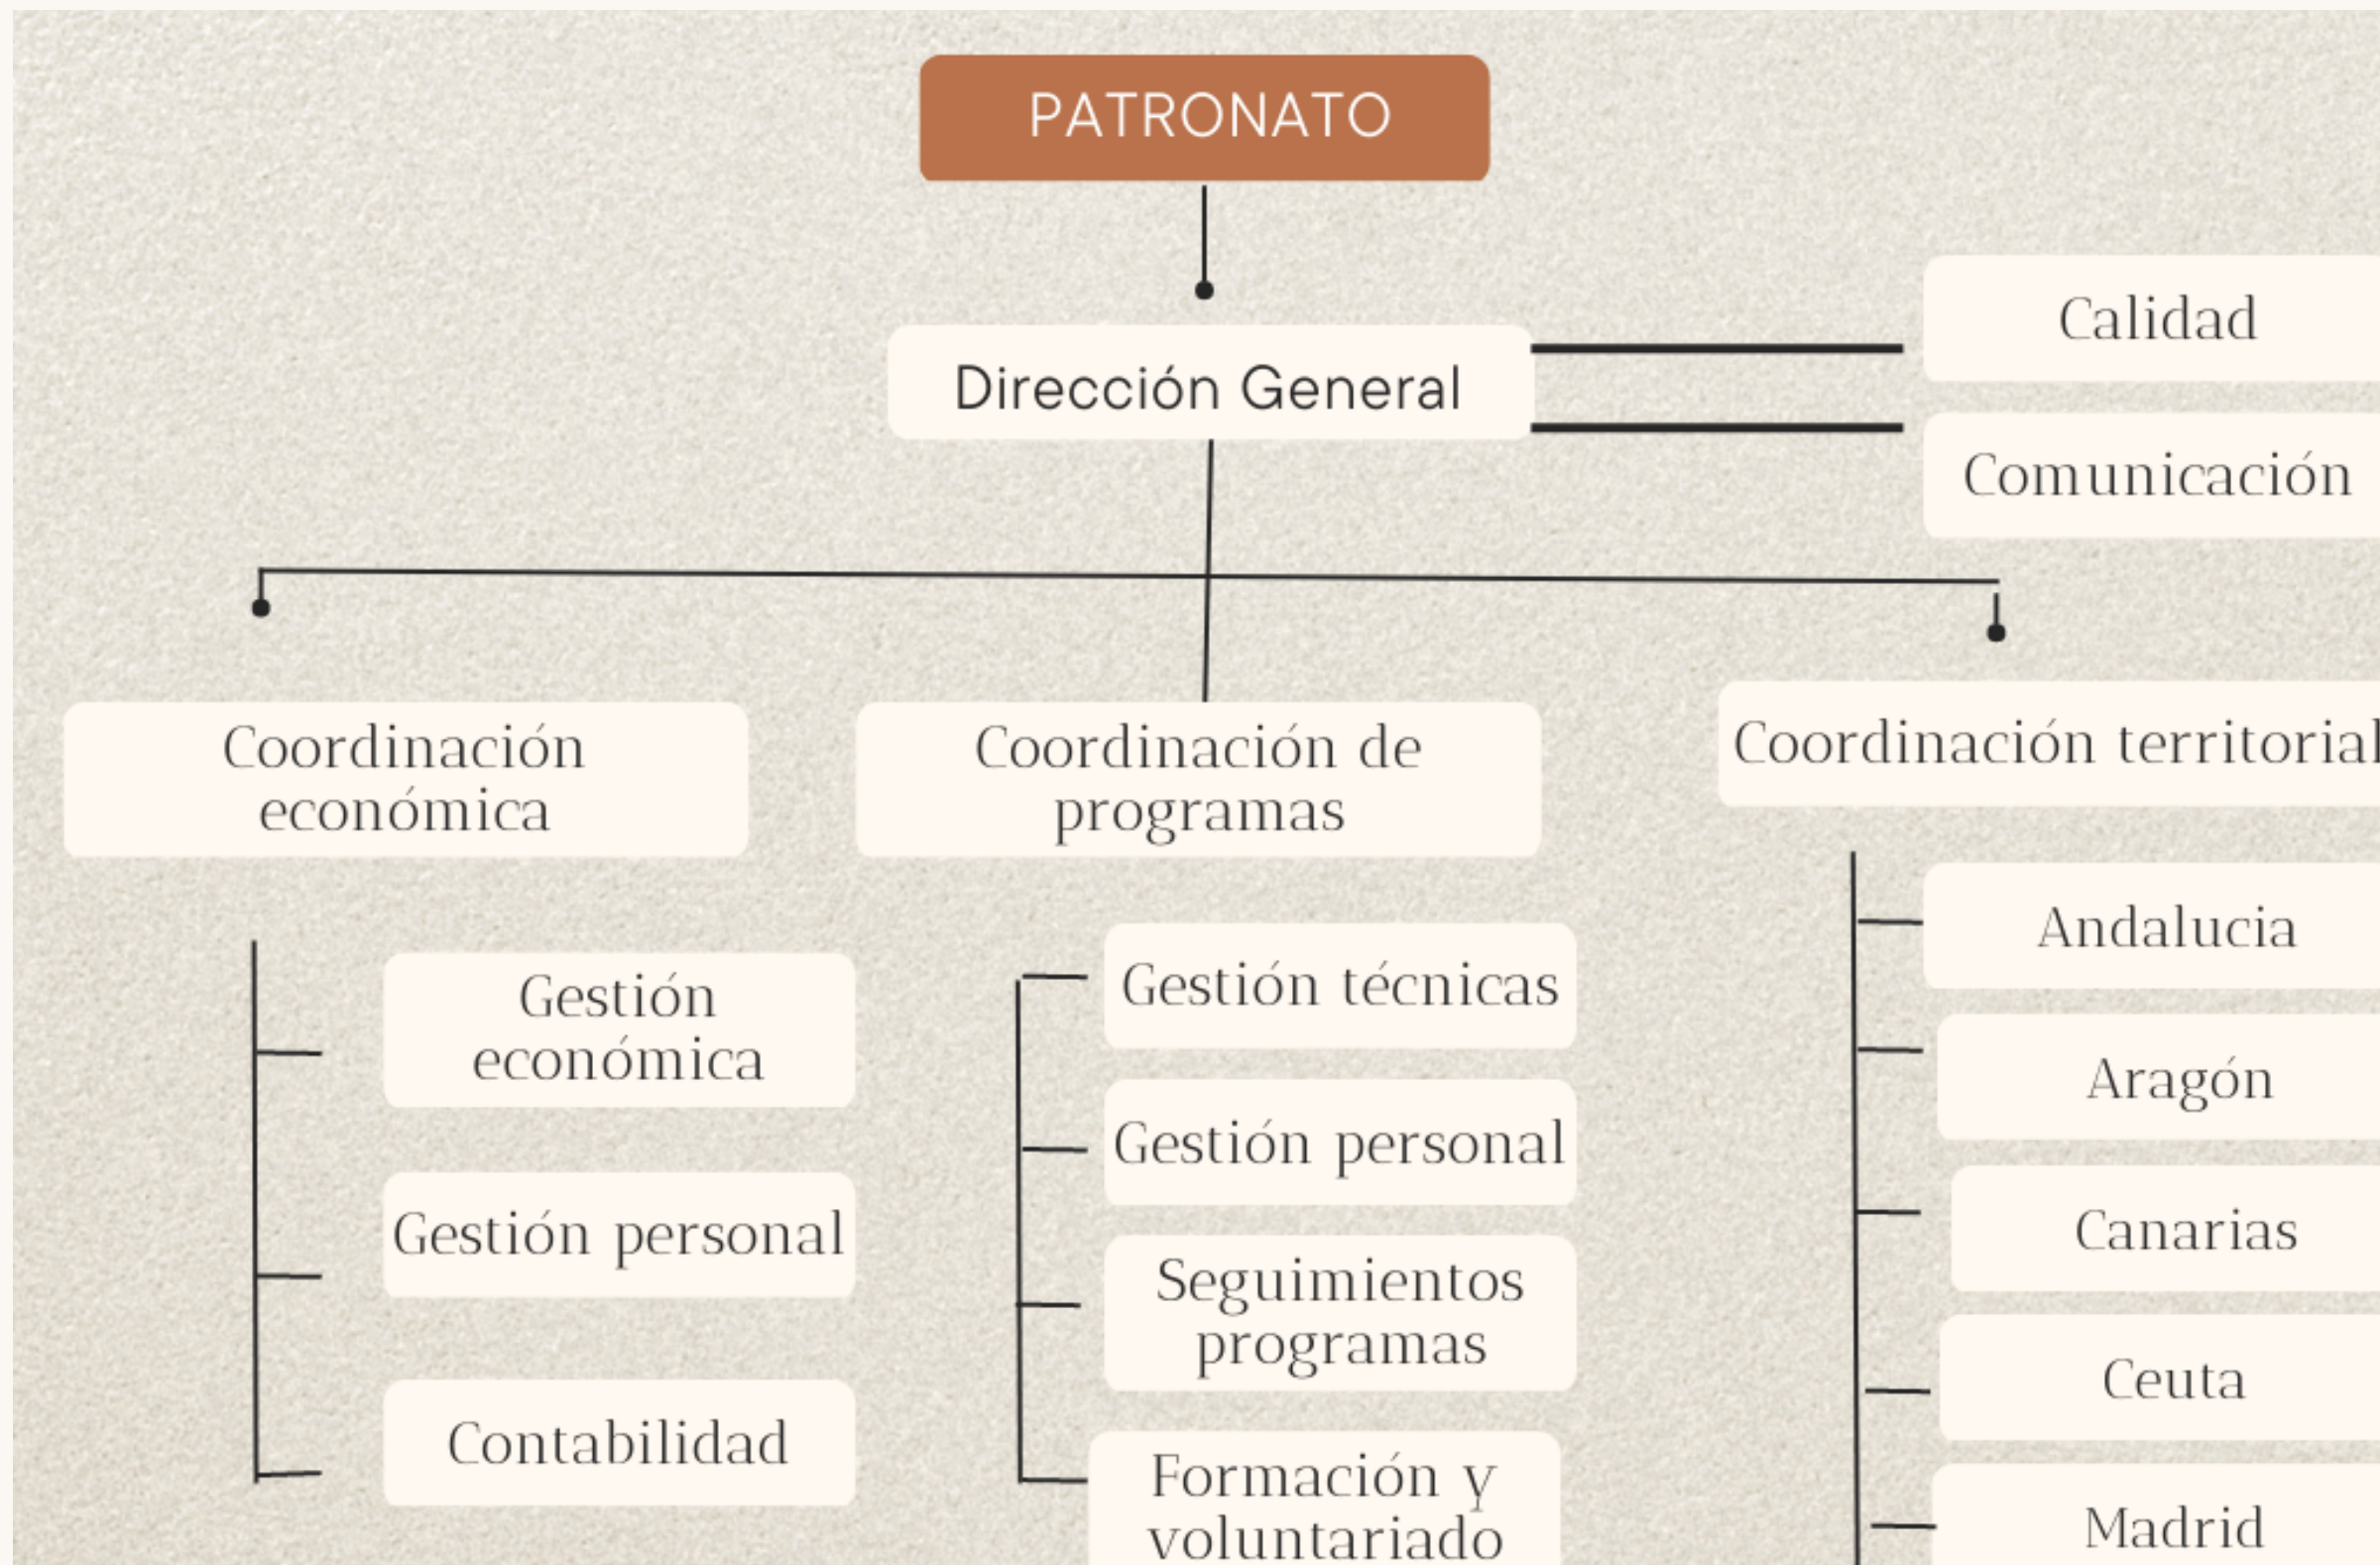 PATRONATO
Dirección General
Calidad
Comunicación
Coordinación
económica
Coordinación de
programas
Coordinación territorial
Gestión
económica
Gestión personal
Contabilidad
Gestión técnicas
Gestión personal
Seguimientos
programas
Formación y
voluntariado
Andalucia
Aragón
Canarias
Ceuta
Madrid